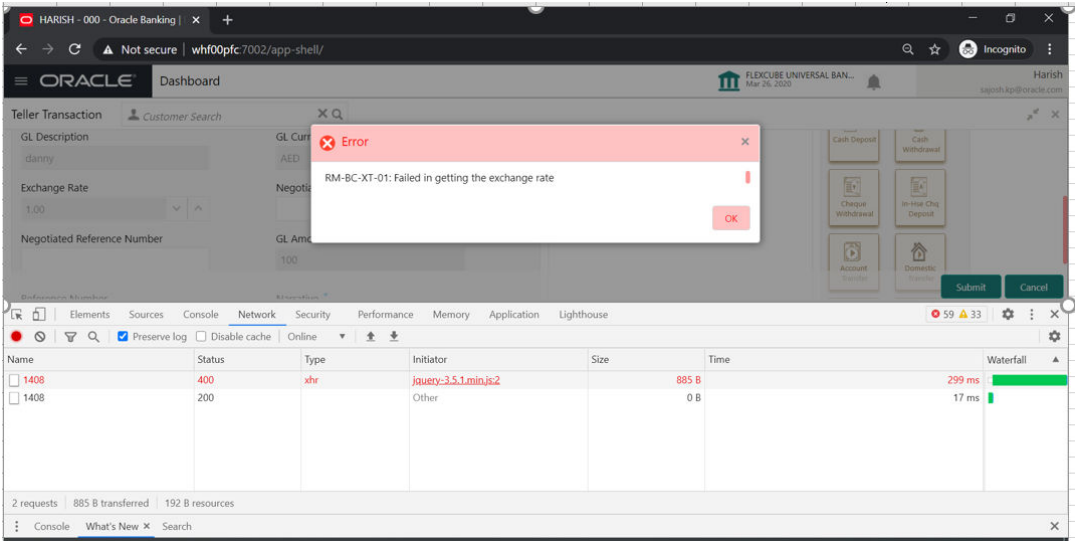 HARISH - 000 - Oracle Banking |
Not secure | whf00pfc:7002/app-shell/
Incognito
ORACLE
Dashboard
FLEXCUBE UNIVERSAL BAN...
Mar 26, 2020
Harish
sajosh.kp@oracle.com
Teller Transaction
Customer Search
GL Description
GL Curr
danny
AED
Error
RM-BC-XT-01: Failed in getting the exchange rate
OK
Exchange Rate
Negotia
1.00
Negotiated Reference Number
GL Amo
100
Reference Number
Narrative
Cash Deposit
Cash
Withdrawal
Cheque
Withdrawal
In-Hse Chq
Deposit
Account
Transfer
Domestic
Transfer
Submit
Cancel
Elements Sources Console Network Security Performance Memory Application Lighthouse 59 33
Preserve log Disable cache Online
Name Status Type Initiator Size Time Waterfall
1408 400 xhr jquery-3.5.1.min.js:2 885 B 299 ms
1408 200 Other 0 B 17 ms
2 requests 885 B transferred 192 B resources
Console What's New Search